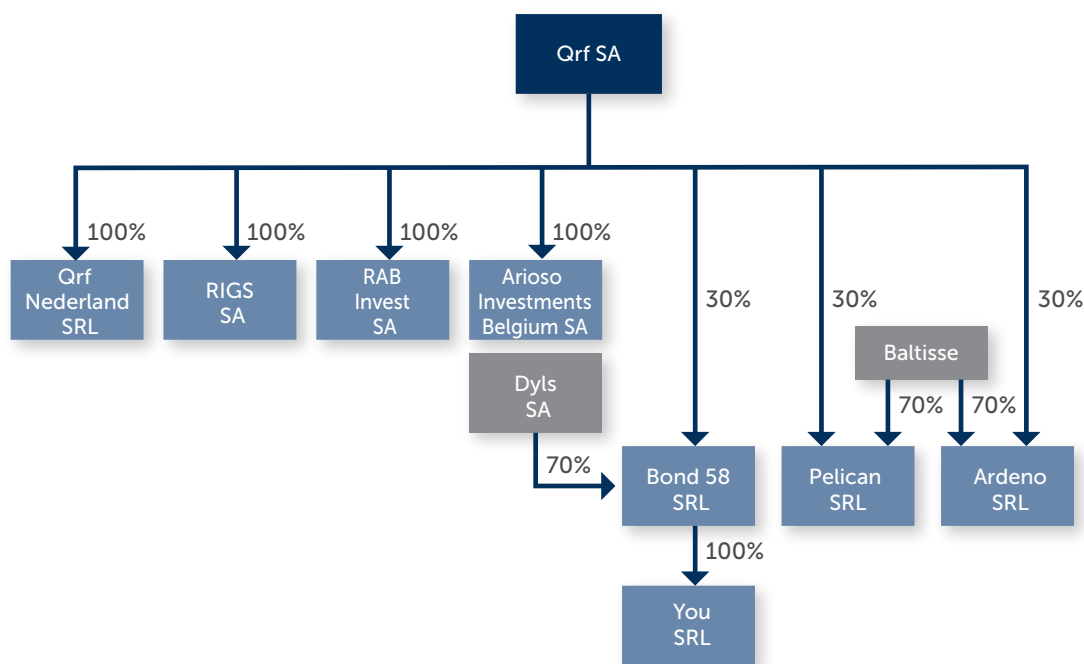 Qrf SA
100%
100%
100%
100%
Qrf
Nederland
SRL
RIGS
SA
RAB
Invest
SA
Arioso
Investments
Belgium SA
30%
30%
30%
Baltisse
Dyls
SA
70%
70%
70%
Bond 58
SRL
Pelican
SRL
Ardeno
SRL
100%
You
SRL